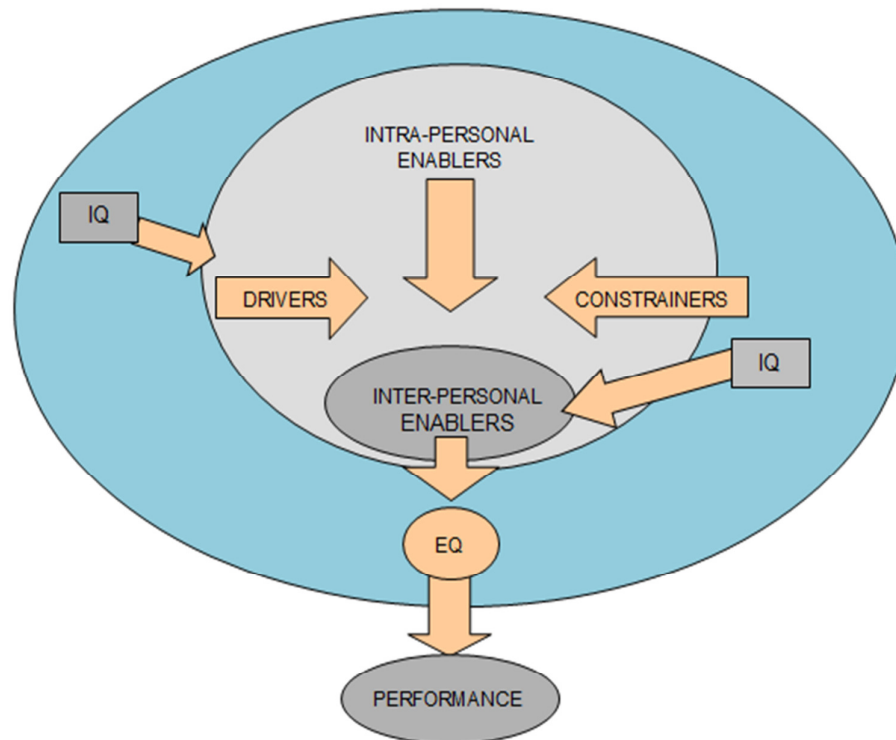 INTRA-PERSONAL
ENABLERS
IQ
DRIVERS
CONSTRAINERS
IQ
INTER-PERSONAL
ENABLERS
EQ
PERFORMANCE